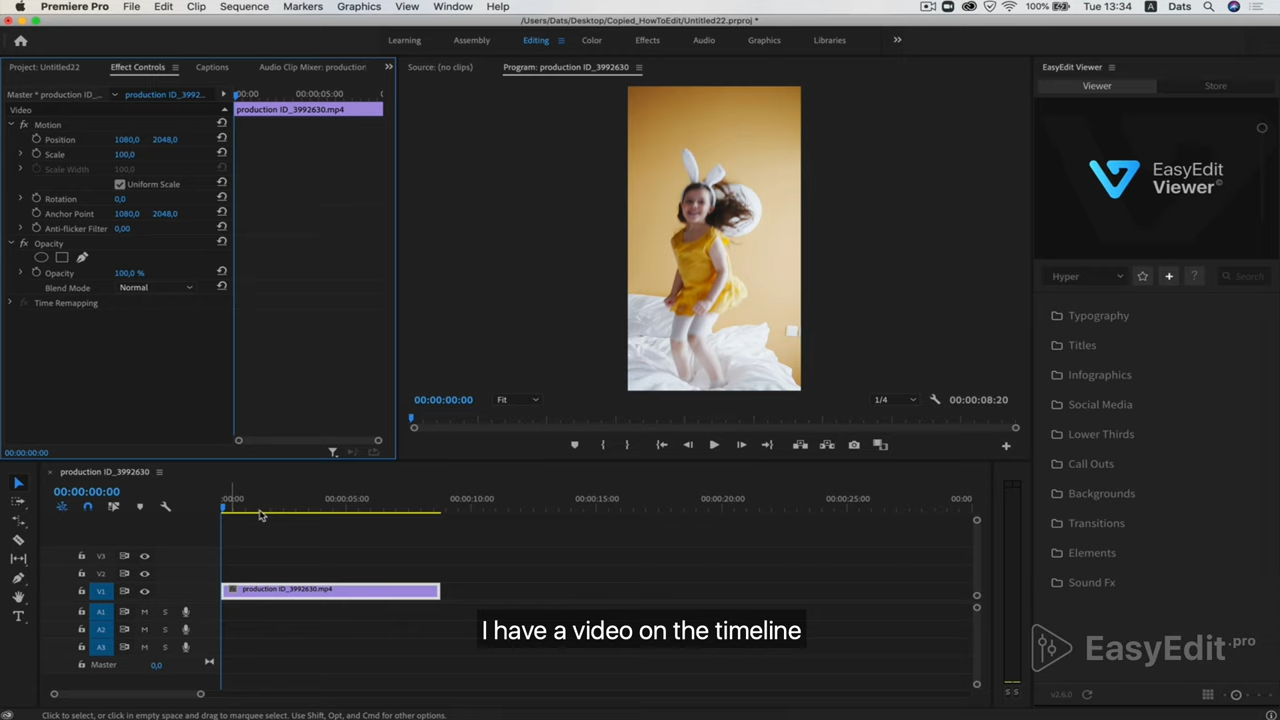 Premiere Pro File Edit Clip Sequence Markers Graphics View Window Help 100% Tue 13:34 A Dats
/Users/Dats/Desktop/Copied_HowToEdit/Untitled22.prproj *
Learning Assembly Editing Color Effects Audio Graphics Libraries
Project: Untitled22 Effect Controls Captions Audio Clip Mixer: production
Source: (no clips) Program: production ID_3992630
EasyEdit Viewer
Viewer Store
Master * production ID_... production ID_3992... :00:00 00:00:05:00
Video
production ID_3992630.mp4
fx Motion
Position 1080,0 2048,0
Scale 100,0
Scale Width 100,0
Uniform Scale
Rotation 0,0
Anchor Point 1080,0 2048,0
Anti-flicker Filter 0,00
fx Opacity
Opacity 100,0 %
Blend Mode Normal
fx Time Remapping
00:00:00:00
EasyEdit
Viewer©
Hyper ? Search
Typography
Titles
Infographics
Social Media
Lower Thirds
Call Outs
Backgrounds
Transitions
Elements
Sound Fx
00:00:00:00 Fit 1/4 00:00:08:20
production ID_3992630
00:00:00:00
:00:00 00:00:05:00 00:00:10:00 00:00:15:00 00:00:20:00 00:00:25:00 00:00
V3
V2
V1 production ID_3992630.mp4
A1 M S
A2 M S
A3 M S
Master 0,0
S S
I have a video on the timeline
EasyEdit.pro
v2.6.0
Click to select, or click in empty space and drag to marquee select. Use Shift, Opt, and Cmd for other options.